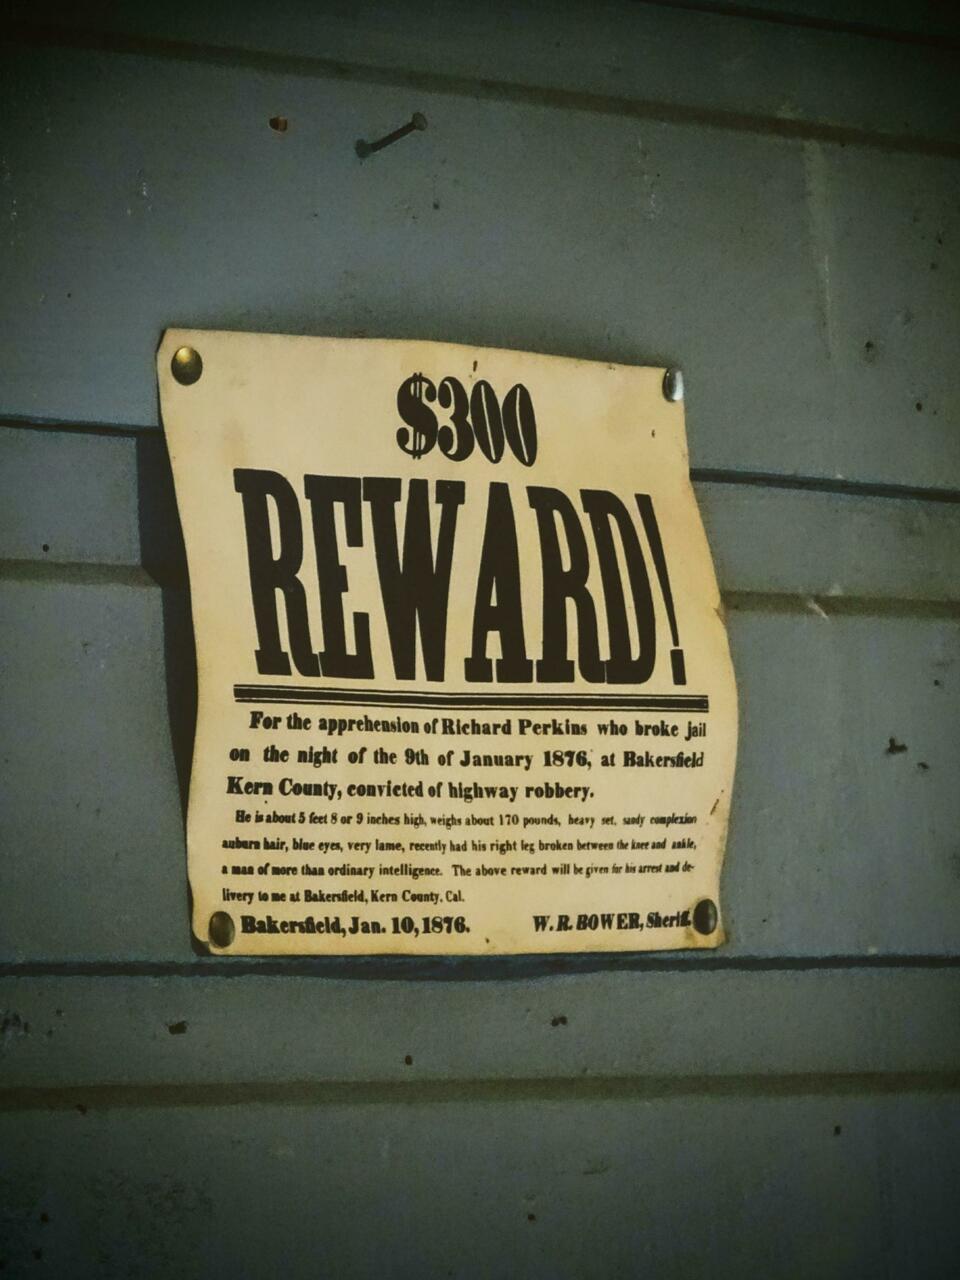 $300
REWARD!
For the apprehension of Richard Perkins who broke jail
on the night of the 9th of January 1876, at Bakersfield
Kern County, convicted of highway robbery.
He is about 5 feet 8 or 9 inches high, weighs about 170 pounds, heavy set, sandy complexion
auburn hair, blue eyes, very lame, recently had his right leg broken between the knee and ankle,
a man of more than ordinary intelligence. The above reward will be given for his arrest and de-
livery to me at Bakersfield, Kern County, Cal.
Bakersfield, Jan. 10, 1876. W. R. BOWER, Sheriff.